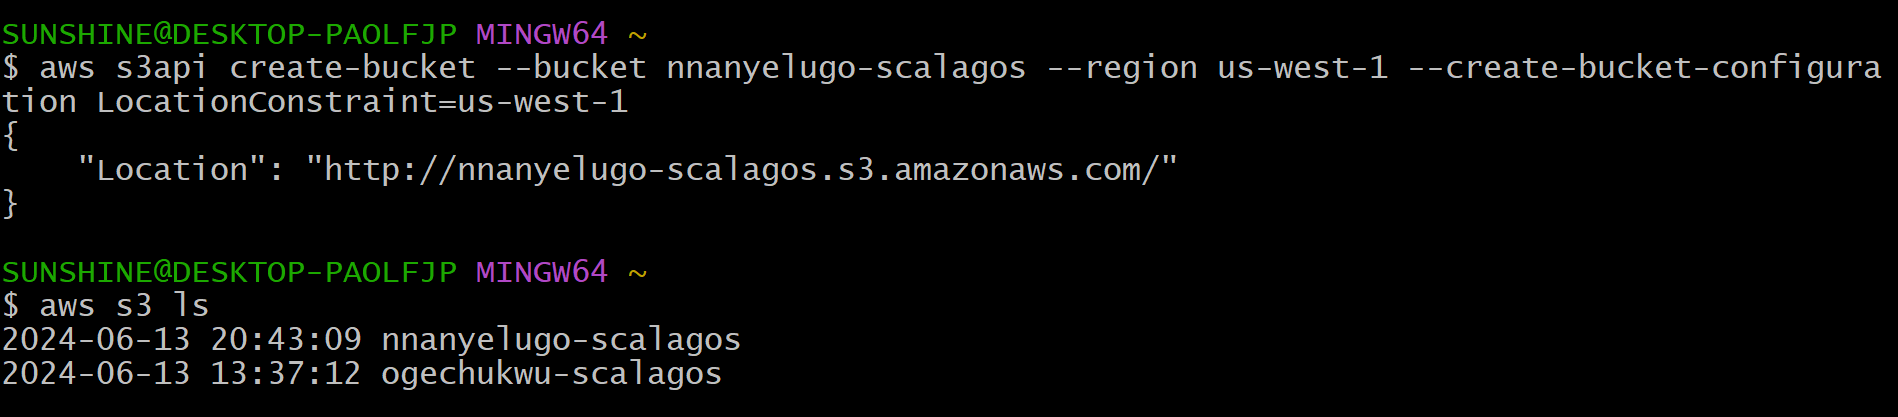 SUNSHINE@DESKTOP-PAOLFJP MINGW64 ~
$ aws s3api create-bucket --bucket nnanyelugo-scalagos --region us-west-1 --create-bucket-configura
tion LocationConstraint=us-west-1
{
    "Location": "http://nnanyelugo-scalagos.s3.amazonaws.com/"
}
SUNSHINE@DESKTOP-PAOLFJP MINGW64 ~
$ aws s3 ls
2024-06-13 20:43:09 nnanyelugo-scalagos
2024-06-13 13:37:12 ogechukwu-scalagos